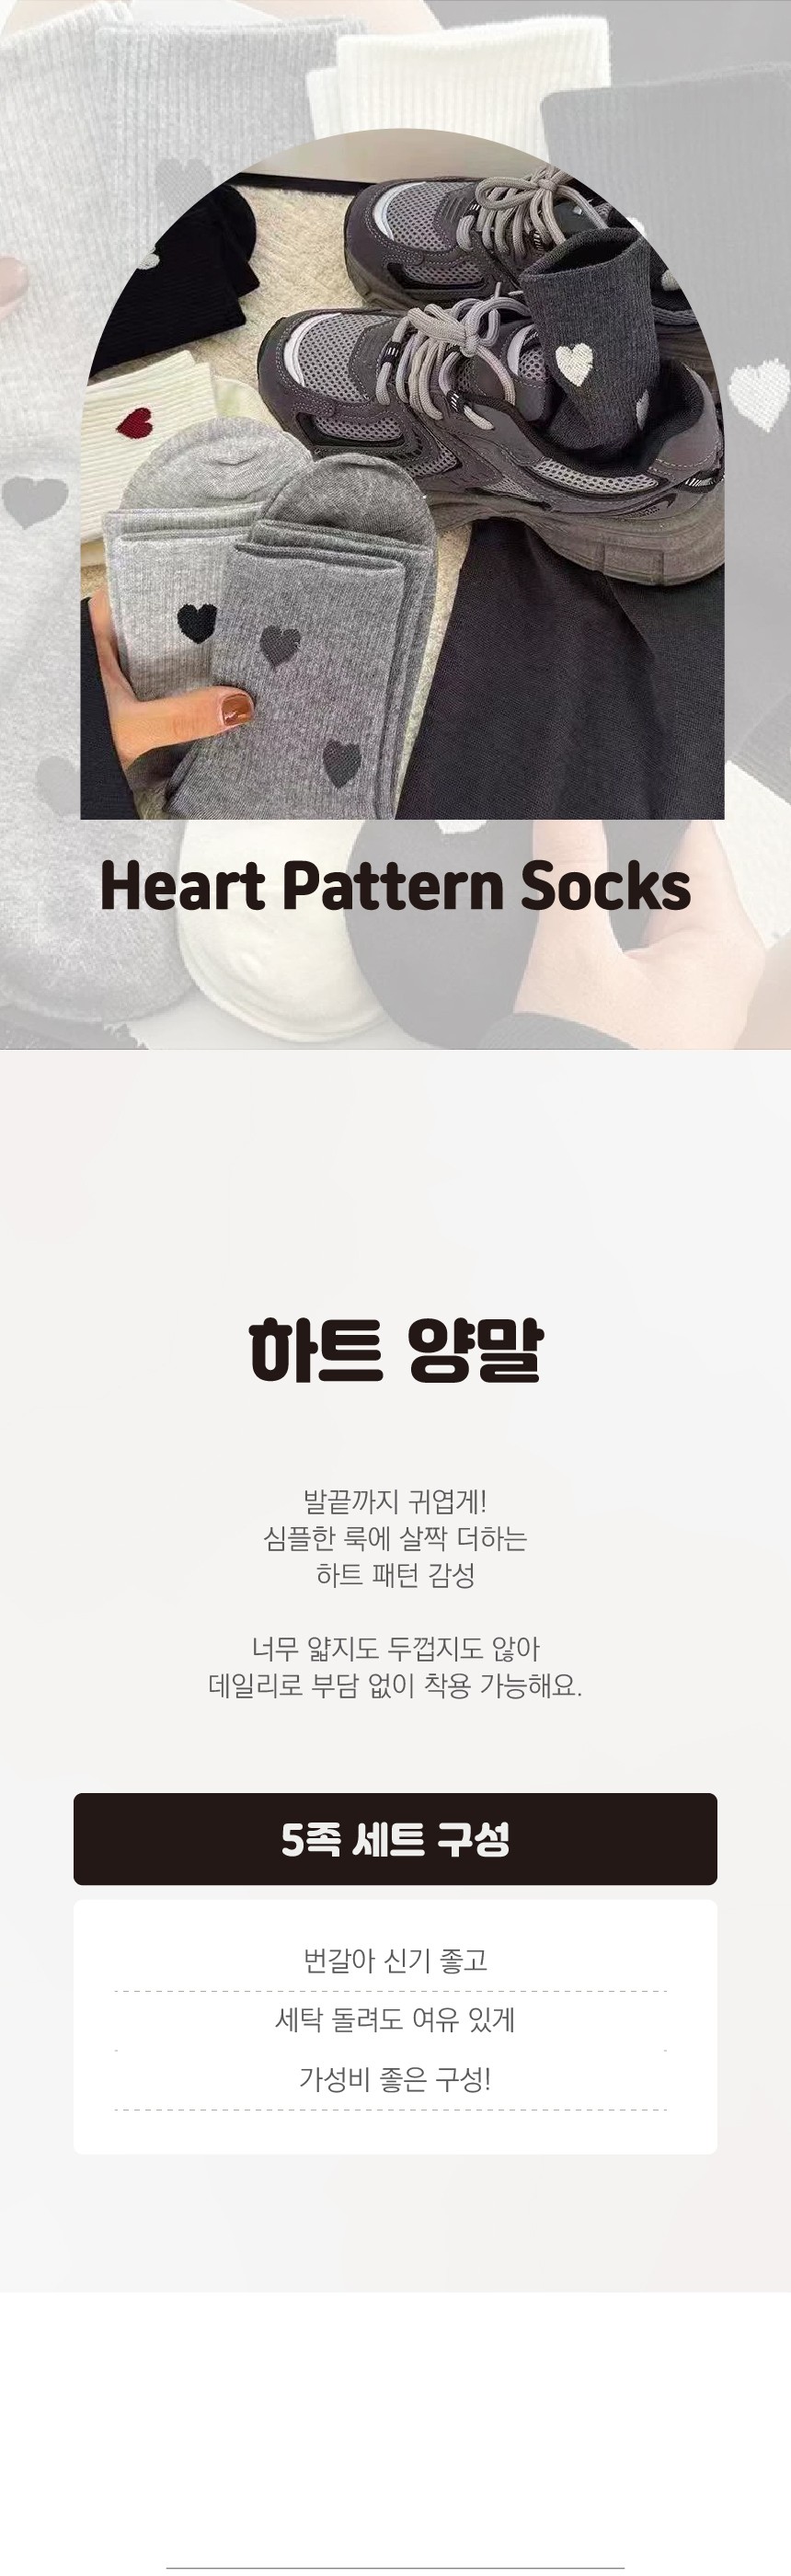 Heart Pattern Socks
하트 양말
발끝까지 귀엽게!
심플한 룩에 살짝 더하는
하트 패턴 감성
너무 얇지도 두껍지도 않아
데일리로 부담 없이 착용 가능해요.
5족 세트 구성
번갈아 신기 좋고
세탁 돌려도 여유 있게
가성비 좋은 구성!